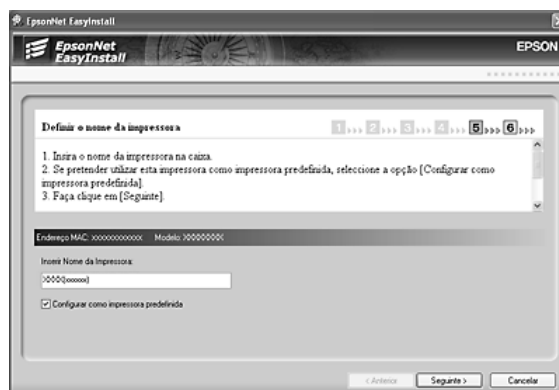 EpsonNet EasyInstall
EpsonNet
EasyInstall
EPSON
Definir o nome da impressora
1 >>> 2 >>> 3 >>> 4 >>> 5 >>> 6 >>>
1. Insira o nome da impressora na caixa.
2. Se pretender utilizar esta impressora como impressora predefinida, seleccione a opção [Configurar como
impressora predefinida].
3. Faça clique em [Seguinte].
Endereço MAC: xxxxxxxxxxxx Modelo: XXXXXXXX
Inserir Nome da Impressora:
XXXX(xxxxxx)
Configurar como impressora predefinida
< Anterior Seguinte > Cancelar